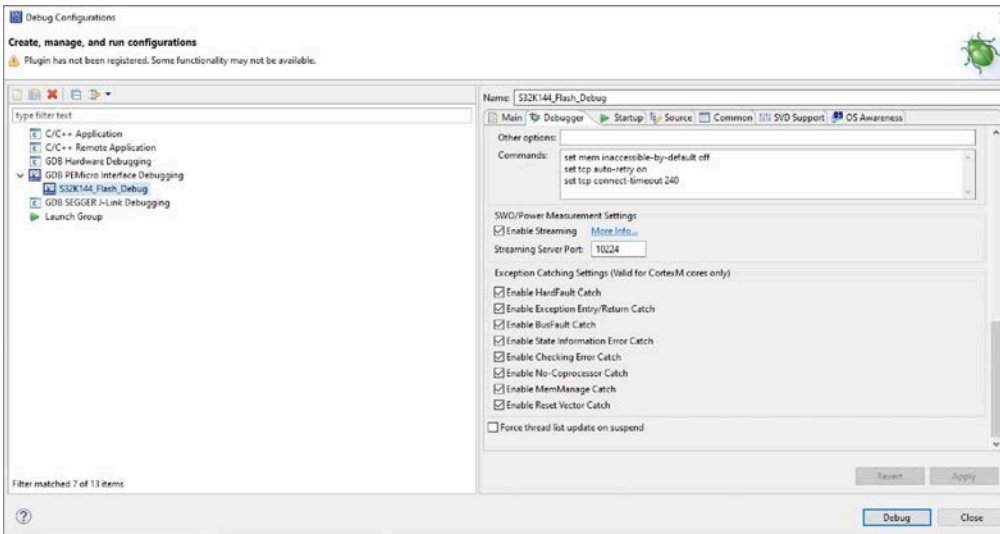 Debug Configurations
Create, manage, and run configurations
Plugin has not been registered. Some functionality may not be available.
type filter text
C/C++ Application
C/C++ Remote Application
GDB Hardware Debugging
GDB PEMicro Interface Debugging
S32K144_Flash_Debug
GDB SEGGER J-Link Debugging
Launch Group
Filter matched 7 of 13 items
Name: S32K144_Flash_Debug
Main Debugger Startup Source Common SVD Support OS Awareness
Other options:
Commands: set mem inaccessible-by-default off
set tcp auto-retry on
set tcp connect-timeout 240
SWO/Power Measurement Settings
Enable Streaming More Info...
Streaming Server Port: 10224
Exception Catching Settings (Valid for CortexM cores only)
Enable HardFault Catch
Enable Exception Entry/Return Catch
Enable BusFault Catch
Enable State Information Error Catch
Enable Checking Error Catch
Enable No-Coprocessor Catch
Enable MemManage Catch
Enable Reset Vector Catch
Force thread list update on suspend
Revert Apply
Debug Close